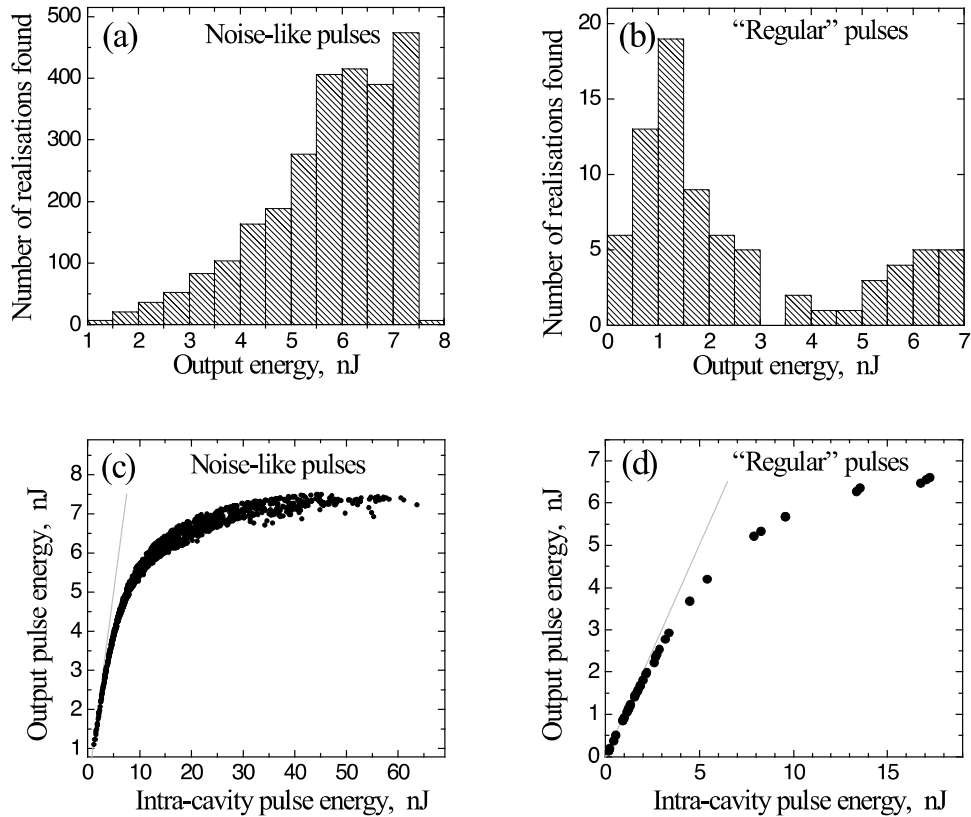 (a)
Noise-like pulses
Number of realisations found
500
400
300
200
100
0
1 2 3 4 5 6 7 8
Output energy, nJ
(b)
“Regular” pulses
Number of realisations found
20
15
10
5
0
0 1 2 3 4 5 6 7
Output energy, nJ
(c)
Noise-like pulses
Output pulse energy, nJ
8
7
6
5
4
3
2
1
0 10 20 30 40 50 60
Intra-cavity pulse energy, nJ
(d)
“Regular” pulses
Output pulse energy, nJ
7
6
5
4
3
2
1
0
0 5 10 15
Intra-cavity pulse energy, nJ